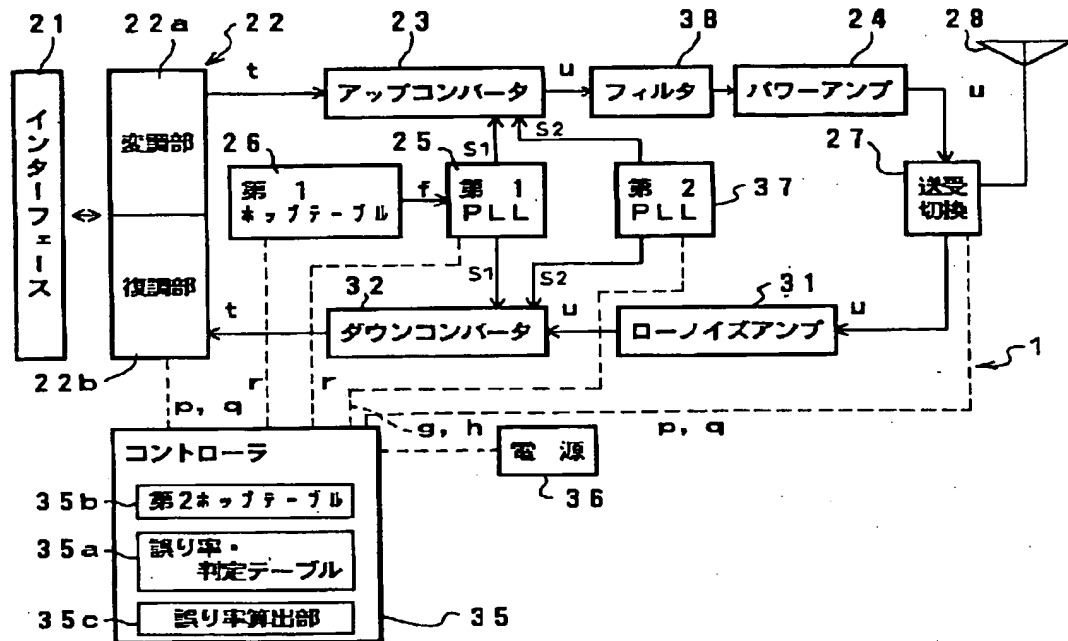 21
22a
22
23
38
24
28
インターフェース
変調部
復調部
t
アップコンバータ
u
フィルタ
パワーアンプ
u
S1
S2
26
25
37
27
第 1
ホップテーブル
f
第 1
PLL
第 2
PLL
送受
切換
S1
S2
32
31
t
ダウンコンバータ
u
ローノイズアンプ
u
1
22b
p, q
r
r
g, h
p, q
コントローラ
電 源
36
35b
第2ホップテーブル
35a
誤り率・
判定テーブル
35c
誤り率算出部
35